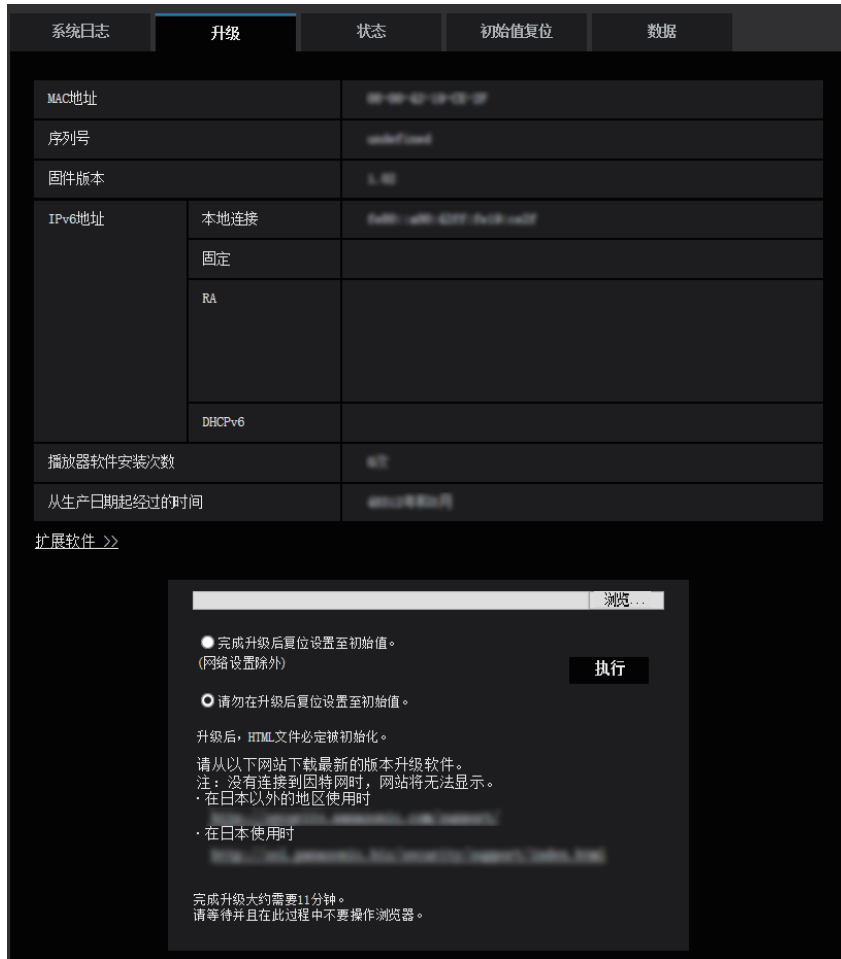 系统日志 升级 状态 初始值复位 数据
MAC地址
序列号
固件版本
IPv6地址 本地连接
固定
RA
DHCPv6
播放器软件安装次数
从生产日期起经过的时间
扩展软件 >>
浏览...
完成升级后复位设置至初始值。
(网络设置除外)
执行
请勿在升级后复位设置至初始值。
升级后，HTML文件必定被初始化。
请从以下网站下载最新的版本升级软件。
注：没有连接到因特网时，网站将无法显示。
·在日本以外的地区使用时
·在日本使用时
完成升级大约需要11分钟。
请等待并且在此过程中不要操作浏览器。